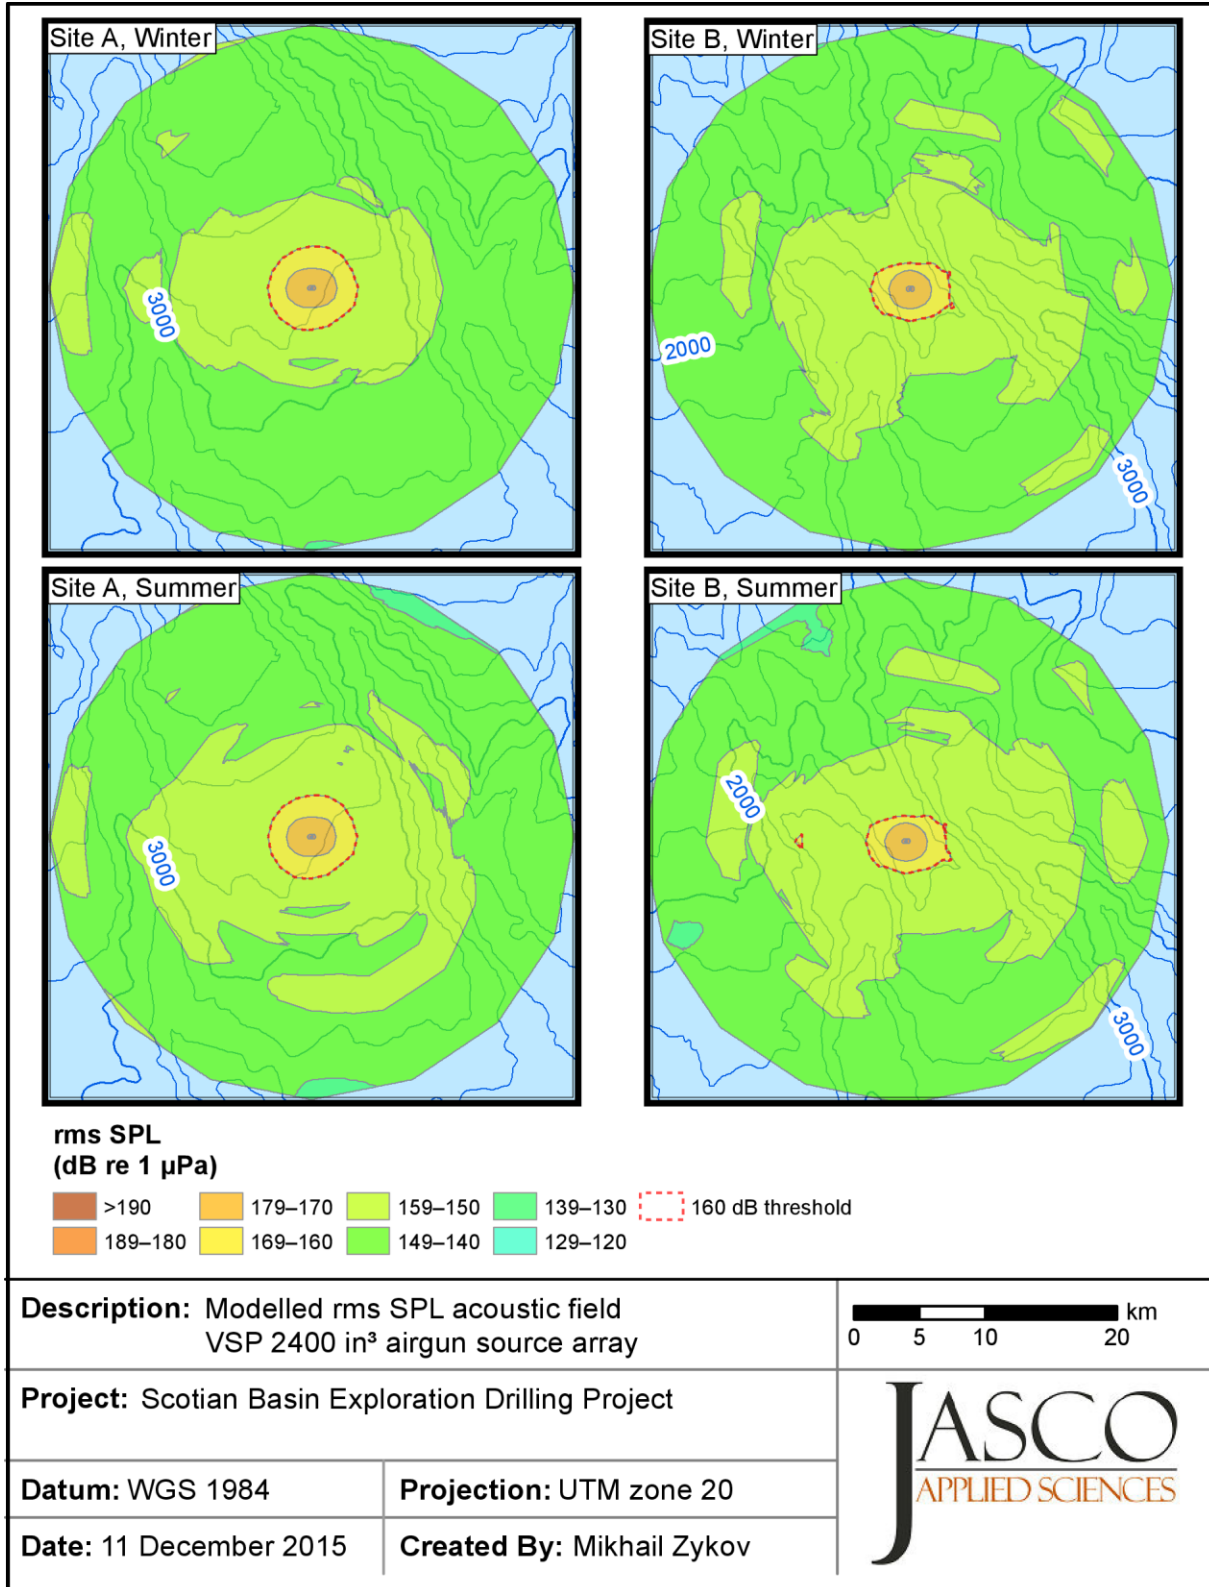 Site A, Winter
3000
Site B, Winter
2000
3000
Site A, Summer
3000
Site B, Summer
2000
3000
rms SPL
(dB re 1 µPa)
>190
179–170
159–150
139–130
160 dB threshold
189–180
169–160
149–140
129–120
Description: Modelled rms SPL acoustic field
VSP 2400 in³ airgun source array
km
0 5 10 20
Project: Scotian Basin Exploration Drilling Project
JASCO
APPLIED SCIENCES
Datum: WGS 1984
Projection: UTM zone 20
Date: 11 December 2015
Created By: Mikhail Zykov